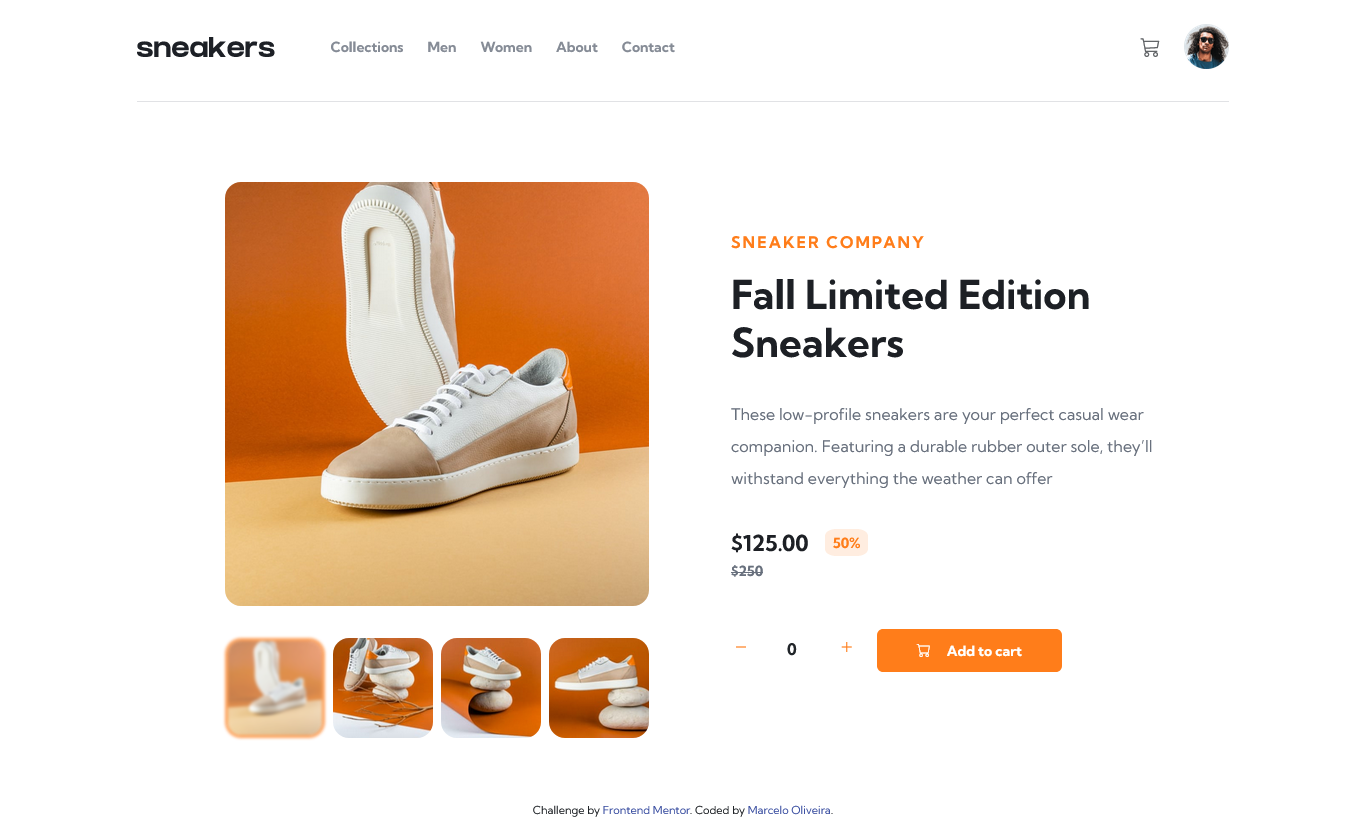 sneakers
Collections Men Women About Contact
SNEAKER COMPANY
Fall Limited Edition
Sneakers
These low-profile sneakers are your perfect casual wear
companion. Featuring a durable rubber outer sole, they’ll
withstand everything the weather can offer
$125.00 50%
$250
− 0 + Add to cart
Challenge by Frontend Mentor. Coded by Marcelo Oliveira.